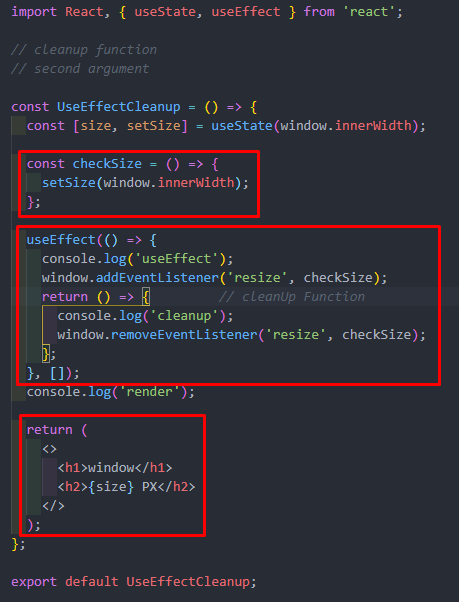 import React, { useState, useEffect } from 'react';
// cleanup function
// second argument
const UseEffectCleanup = () => {
const [size, setSize] = useState(window.innerWidth);
const checkSize = () => {
setSize(window.innerWidth);
};
useEffect(() => {
console.log('useEffect');
window.addEventListener('resize', checkSize);
return () => { // cleanUp Function
console.log('cleanup');
window.removeEventListener('resize', checkSize);
};
}, []);
console.log('render');
return (
<>
<h1>window</h1>
<h2>{size} PX</h2>
</>
);
};
export default UseEffectCleanup;